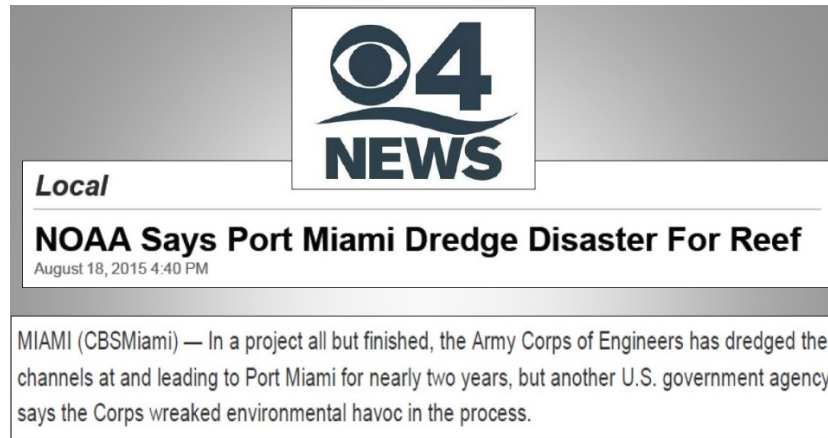 4
NEWS
Local
NOAA Says Port Miami Dredge Disaster For Reef
August 18, 2015 4:40 PM
MIAMI (CBSMiami) — In a project all but finished, the Army Corps of Engineers has dredged the
channels at and leading to Port Miami for nearly two years, but another U.S. government agency
says the Corps wreaked environmental havoc in the process.